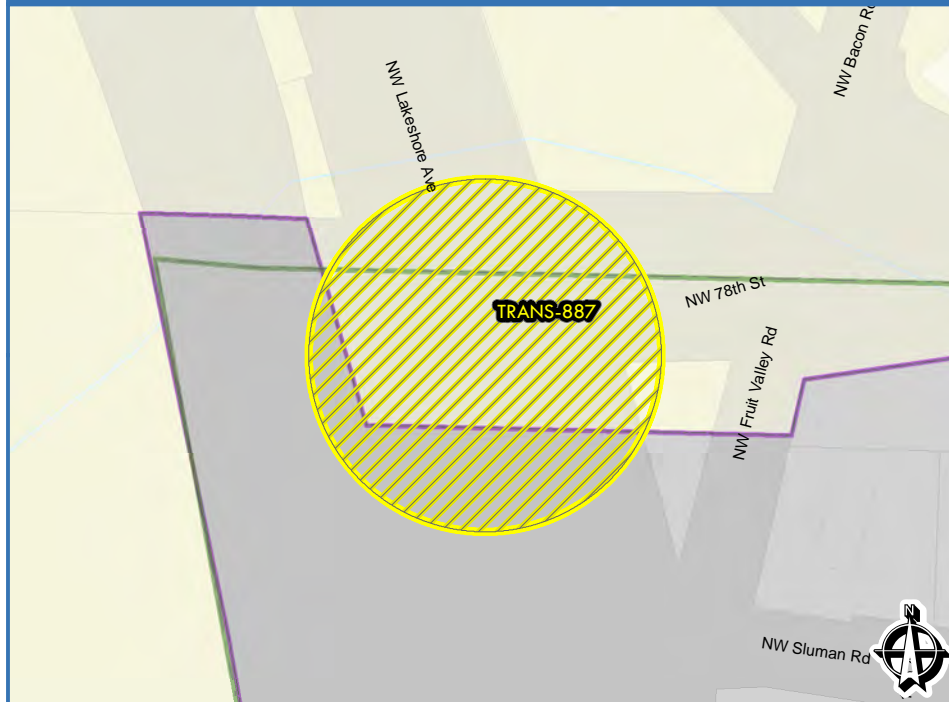 NW Bacon Rd
NW Lakeshore Ave
NW 78th St
TRANS-887
NW Fruit Valley Rd
NW Sluman Rd
N